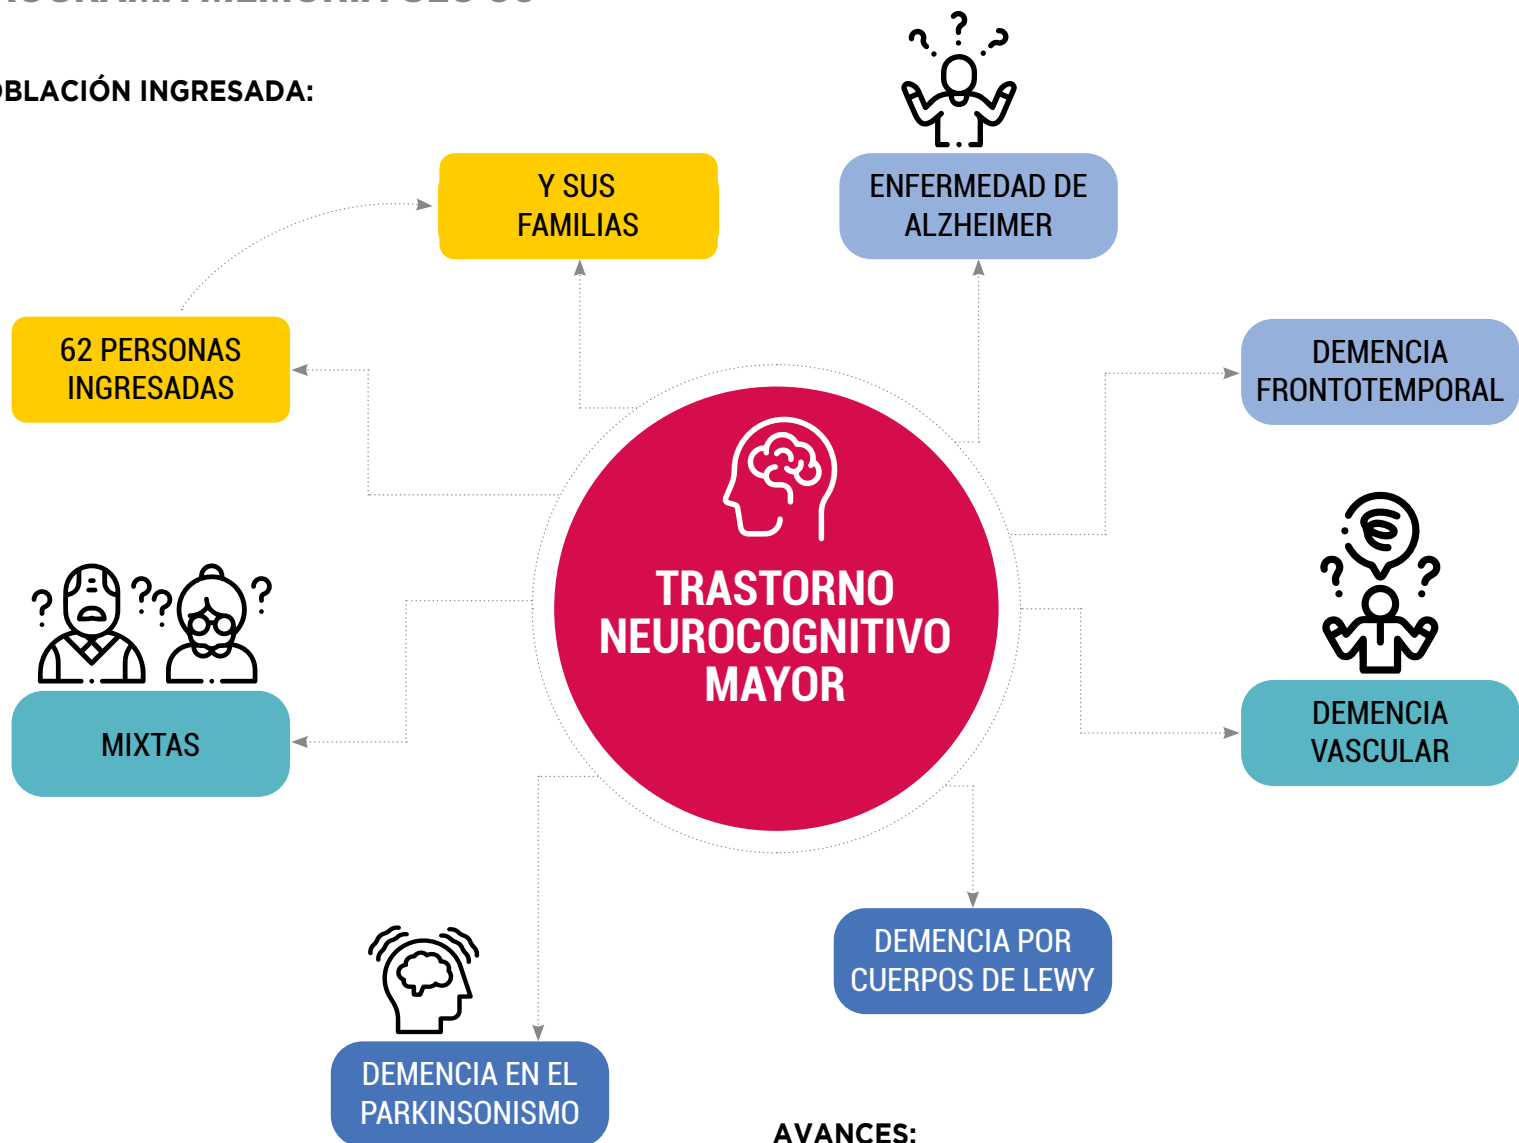 OBLACIÓN INGRESADA:
Y SUS
FAMILIAS
ENFERMEDAD DE
ALZHEIMER
62 PERSONAS
INGRESADAS
DEMENCIA
FRONTOTEMPORAL
TRASTORNO
NEUROCOGNITIVO
MAYOR
MIXTAS
DEMENCIA
VASCULAR
DEMENCIA POR
CUERPOS DE LEWY
DEMENCIA EN EL
PARKINSONISMO
AVANCES: